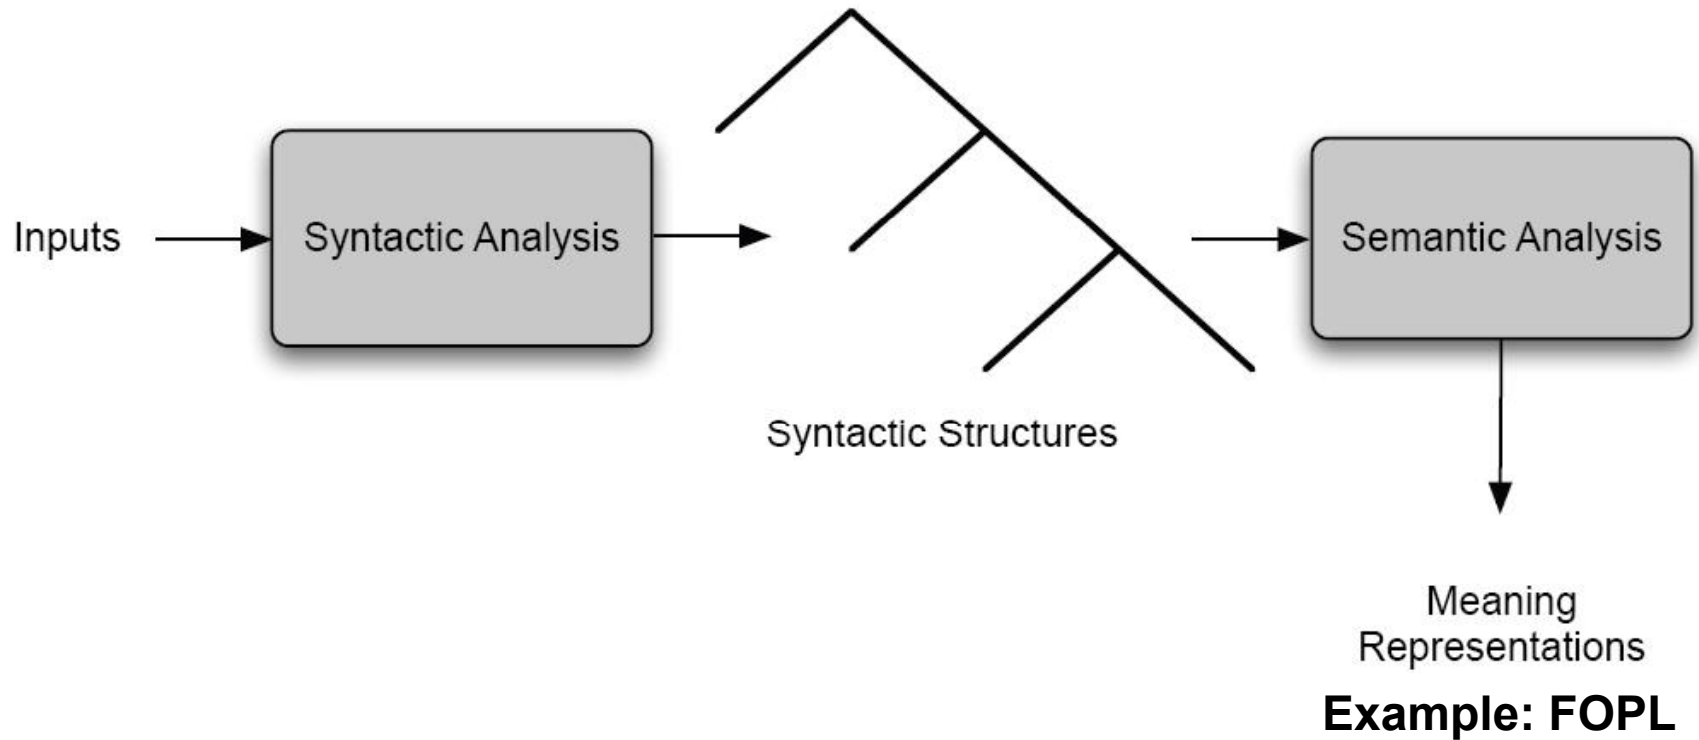 Inputs
Syntactic Analysis
Syntactic Structures
Semantic Analysis
Meaning
Representations
Example: FOPL